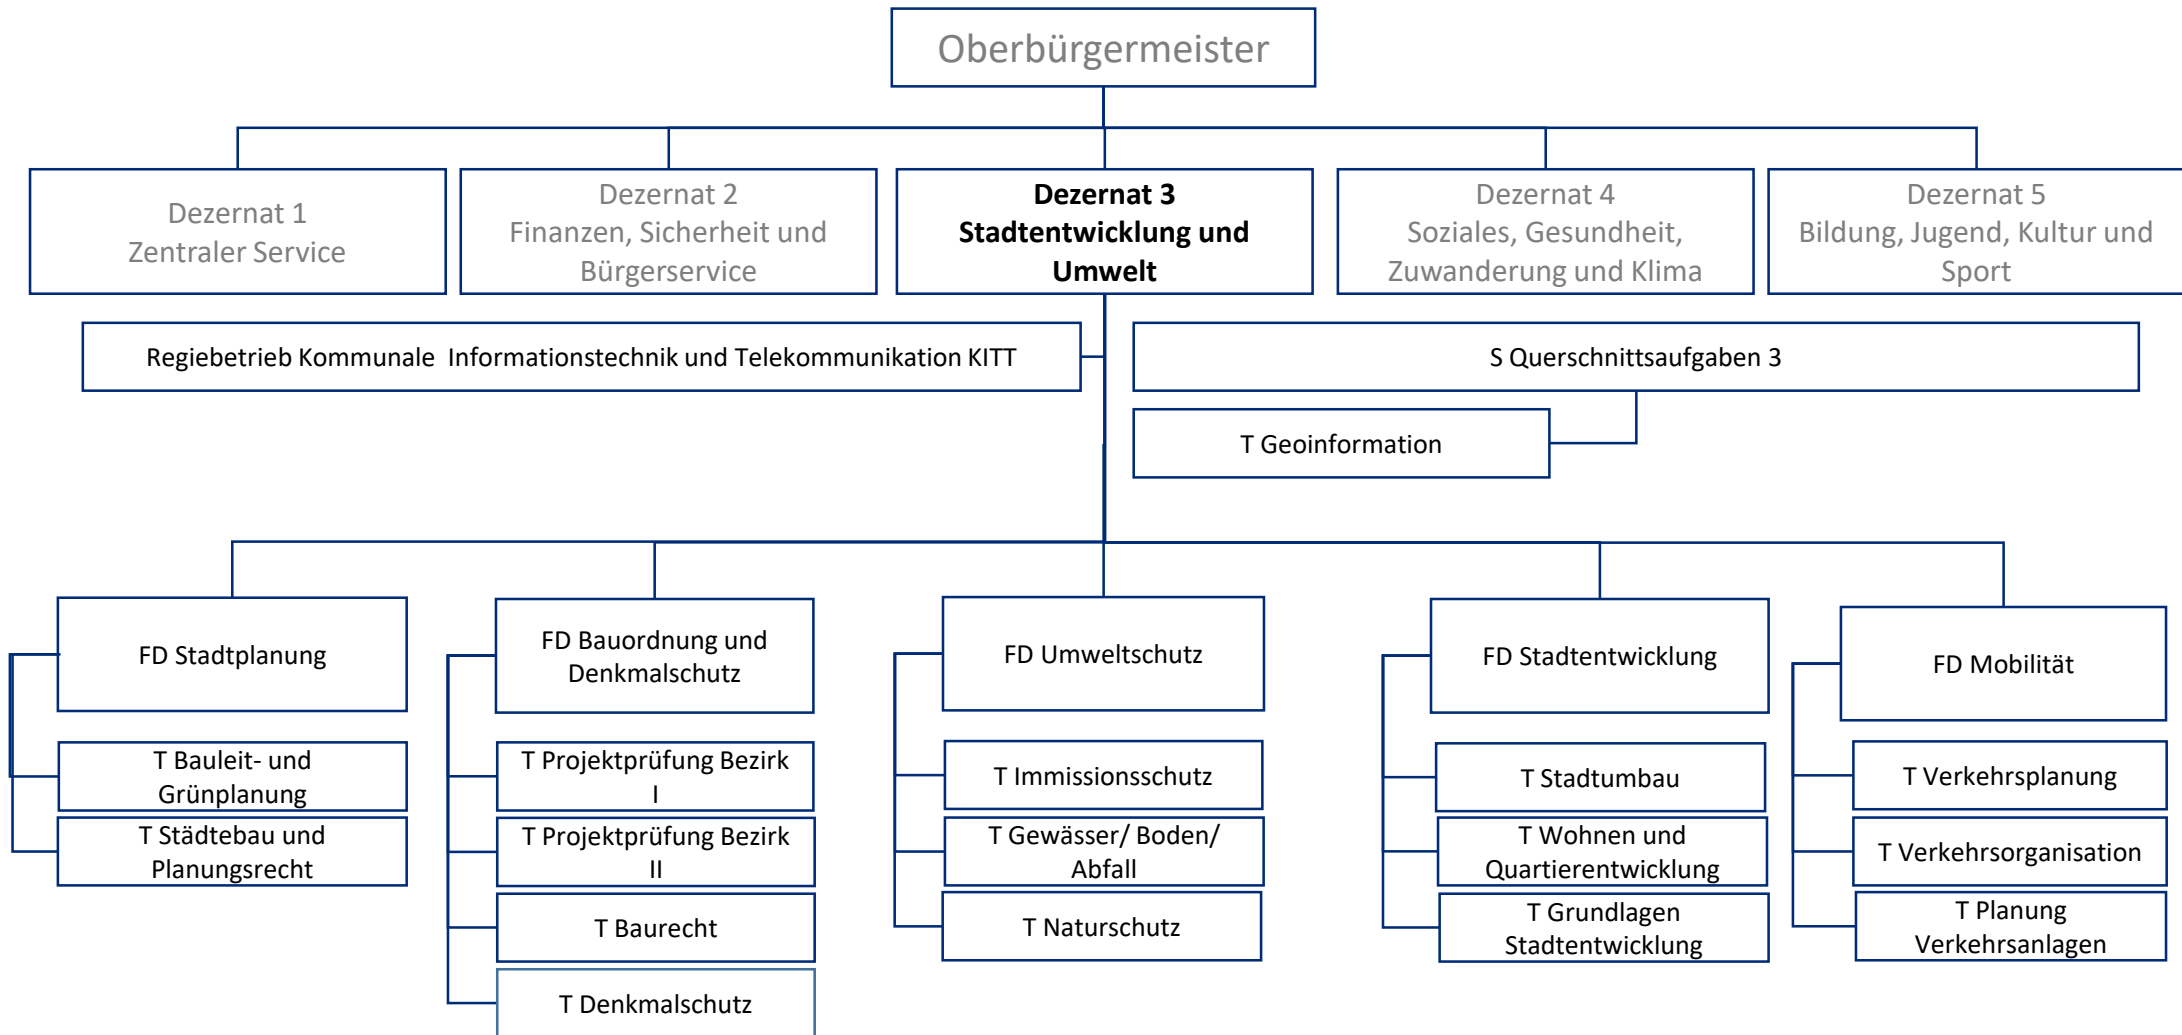 Oberbürgermeister
Dezernat 1
Zentraler Service
Dezernat 2
Finanzen, Sicherheit und
Bürgerservice
Dezernat 3
Stadtentwicklung und
Umwelt
Dezernat 4
Soziales, Gesundheit,
Zuwanderung und Klima
Dezernat 5
Bildung, Jugend, Kultur und
Sport
Regiebetrieb Kommunale Informationstechnik und Telekommunikation KITT
S Querschnittsaufgaben 3
T Geoinformation
FD Stadtplanung
T Bauleit- und
Grünplanung
T Städtebau und
Planungsrecht
FD Bauordnung und
Denkmalschutz
T Projektprüfung Bezirk
I
T Projektprüfung Bezirk
II
T Baurecht
T Denkmalschutz
FD Umweltschutz
T Immissionsschutz
T Gewässer/ Boden/
Abfall
T Naturschutz
FD Stadtentwicklung
T Stadtumbau
T Wohnen und
Quartierentwicklung
T Grundlagen
Stadtentwicklung
FD Mobilität
T Verkehrsplanung
T Verkehrsorganisation
T Planung
Verkehrsanlagen